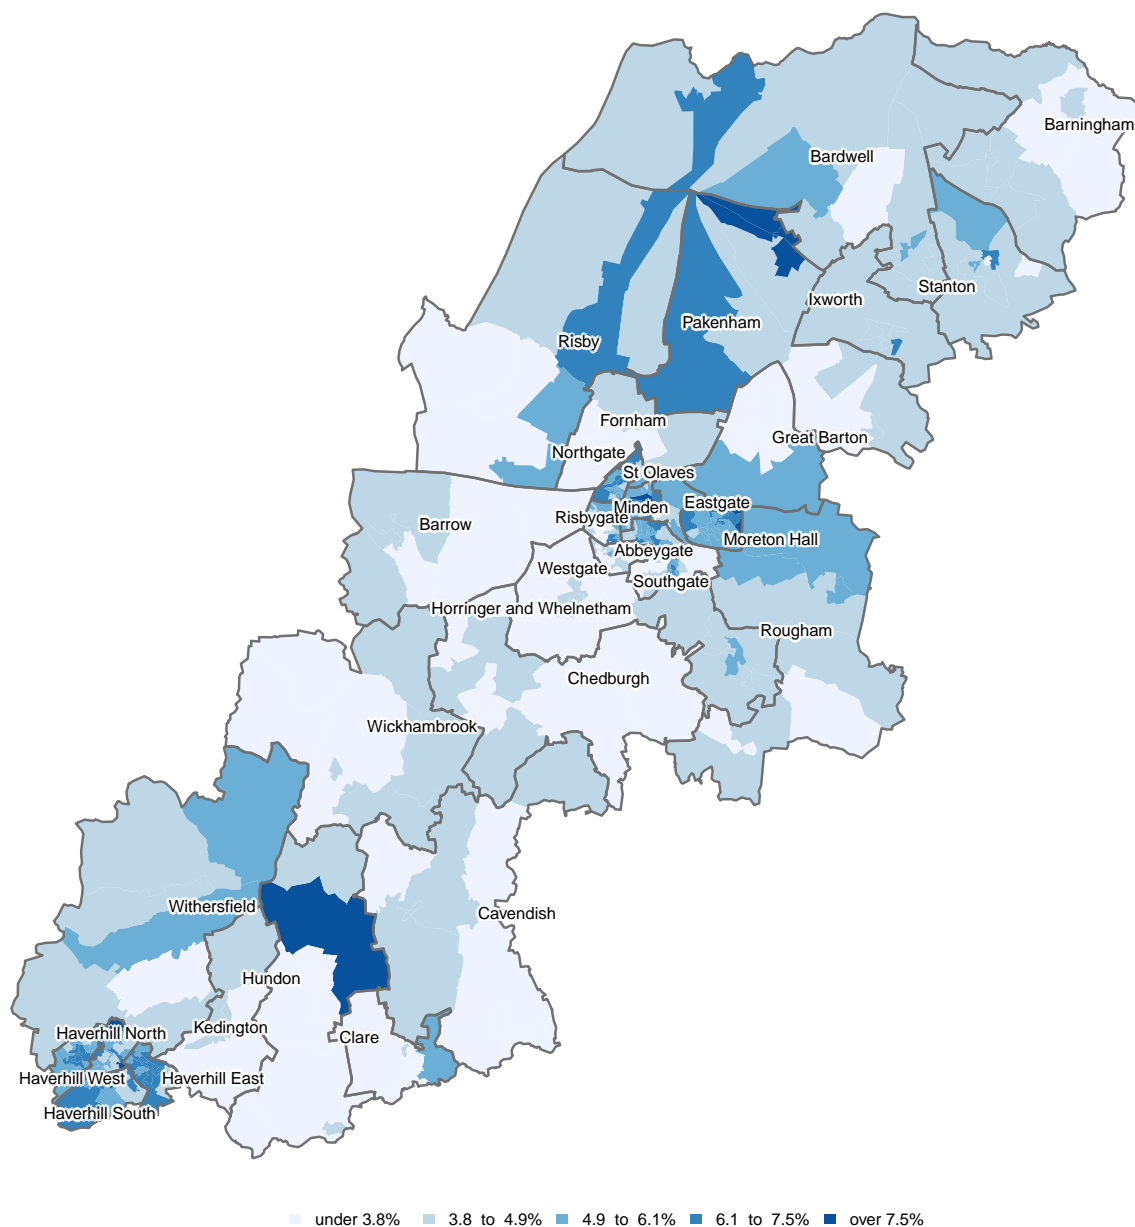 Barningham
Bardwell
Stanton
Ixworth
Pakenham
Risby
Fornham
Great Barton
Northgate
St Olaves
Eastgate
Minden
Risbygate
Barrow
Moreton Hall
Abbeygate
Westgate
Southgate
Horringer and Whelnetham
Rougham
Chedburgh
Wickhambrook
Withersfield
Cavendish
Hundon
Kedington
Haverhill North
Clare
Haverhill West
Haverhill East
Haverhill South
under 3.8% 3.8 to 4.9% 4.9 to 6.1% 6.1 to 7.5% over 7.5%